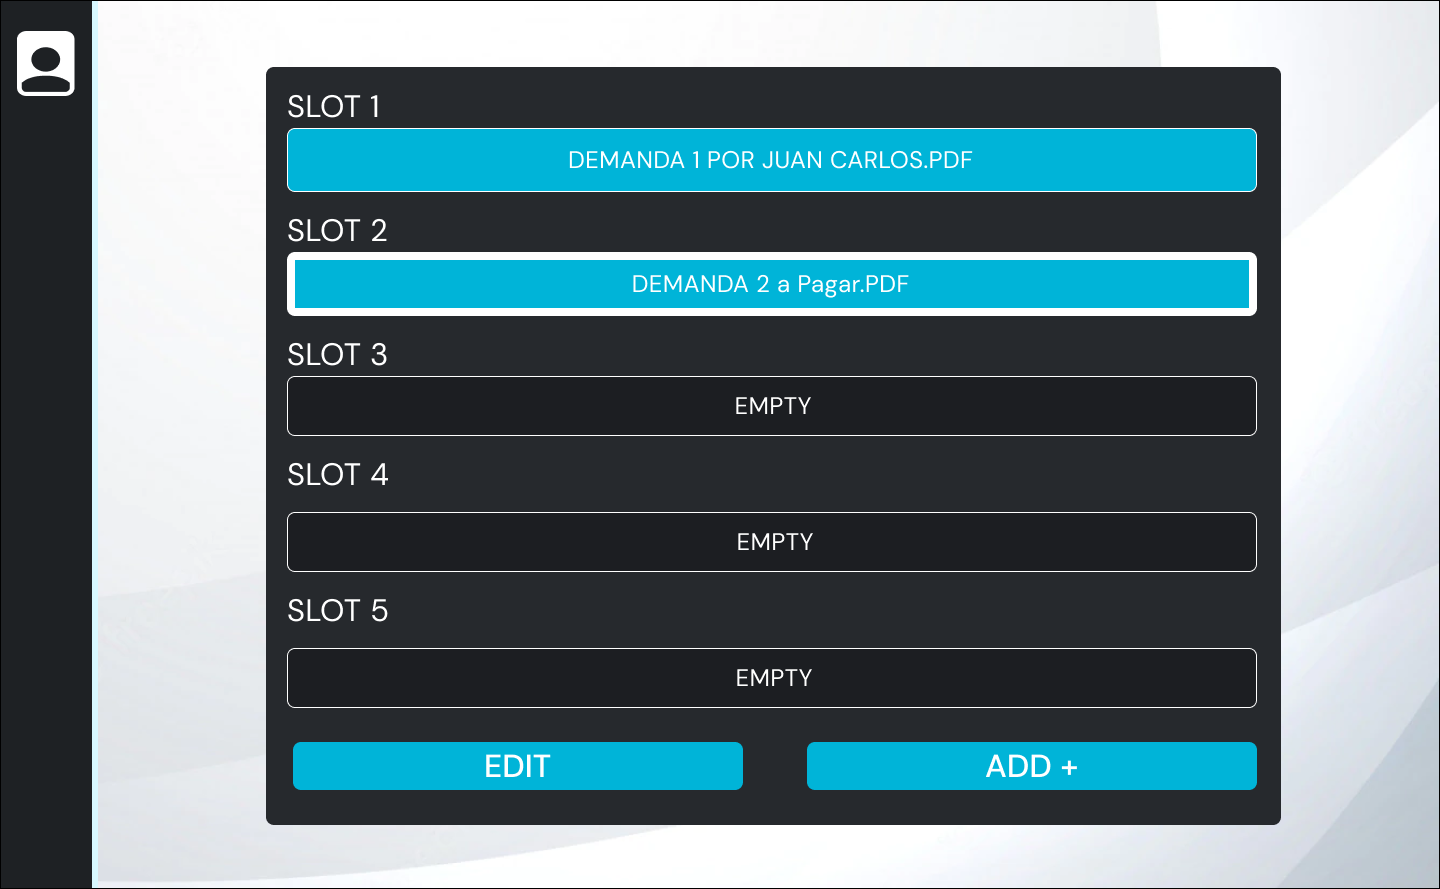 SLOT 1
DEMANDA 1 POR JUAN CARLOS.PDF
SLOT 2
DEMANDA 2 a Pagar.PDF
SLOT 3
EMPTY
SLOT 4
EMPTY
SLOT 5
EMPTY
EDIT
ADD +